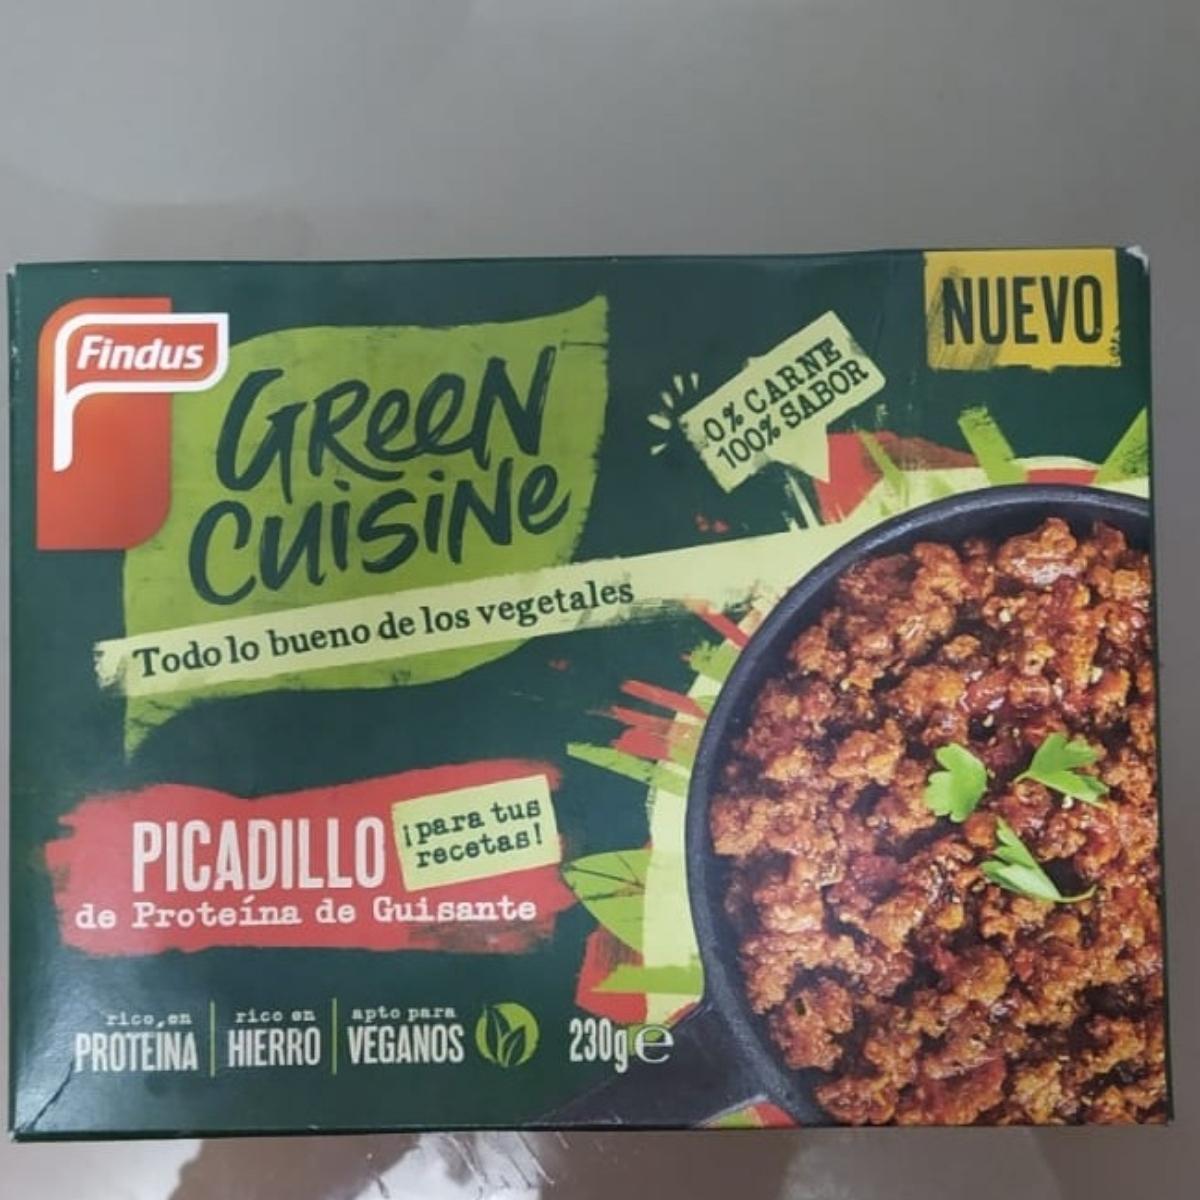 Findus
GReeN
CUiSiNe
Todo lo bueno de los vegetales
0% CARNE
100% SABOR
NUEVO
PICADILLO
¡para tus
recetas!
de Proteína de Guisante
rico en
PROTEÍNA
rico en
HIERRO
apto para
VEGANOS
230g e